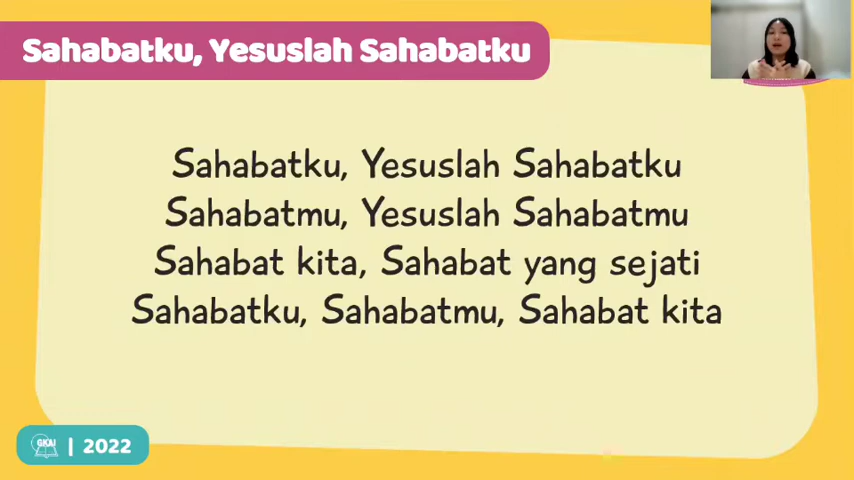 Sahabatku, Yesuslah Sahabatku
Sahabatku, Yesuslah Sahabatku
Sahabatmu, Yesuslah Sahabatmu
Sahabat kita, Sahabat yang sejati
Sahabatku, Sahabatmu, Sahabat kita
GKAI | 2022